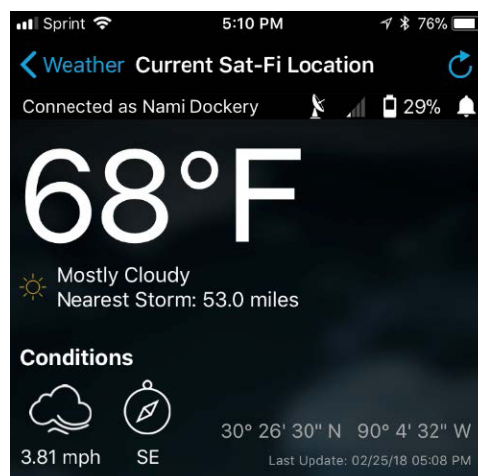 Sprint 5:10 PM 76%
Weather Current Sat-Fi Location
Connected as Nami Dockery 29%
68°F
Mostly Cloudy
Nearest Storm: 53.0 miles
Conditions
30° 26' 30" N 90° 4' 32" W
3.81 mph SE Last Update: 02/25/18 05:08 PM